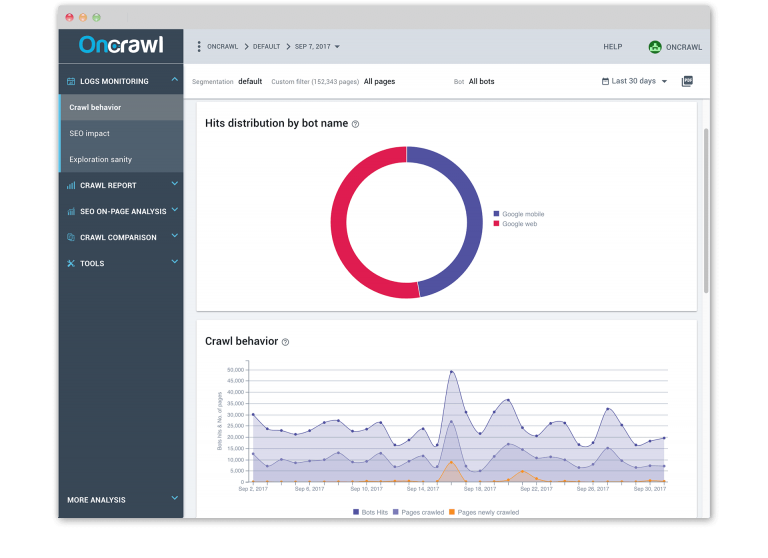 Oncrawl
ONCRAWL > DEFAULT > SEP 7, 2017
HELP
ONCRAWL
LOGS MONITORING
Crawl behavior
SEO impact
Exploration sanity
CRAWL REPORT
SEO ON-PAGE ANALYSIS
CRAWL COMPARISON
TOOLS
MORE ANALYSIS
Segmentation default Custom filter (152,343 pages) All pages Bot All bots Last 30 days PDF
Hits distribution by bot name ?
Google mobile
Google web
Crawl behavior ?
Bots hits & No. of pages
50,000
45,000
40,000
35,000
30,000
25,000
20,000
15,000
10,000
5,000
0
Sep 2, 2017 Sep 6, 2017 Sep 10, 2017 Sep 14, 2017 Sep 18, 2017 Sep 22, 2017 Sep 26, 2017 Sep 30, 2017
Bots Hits Pages crawled Pages newly crawled